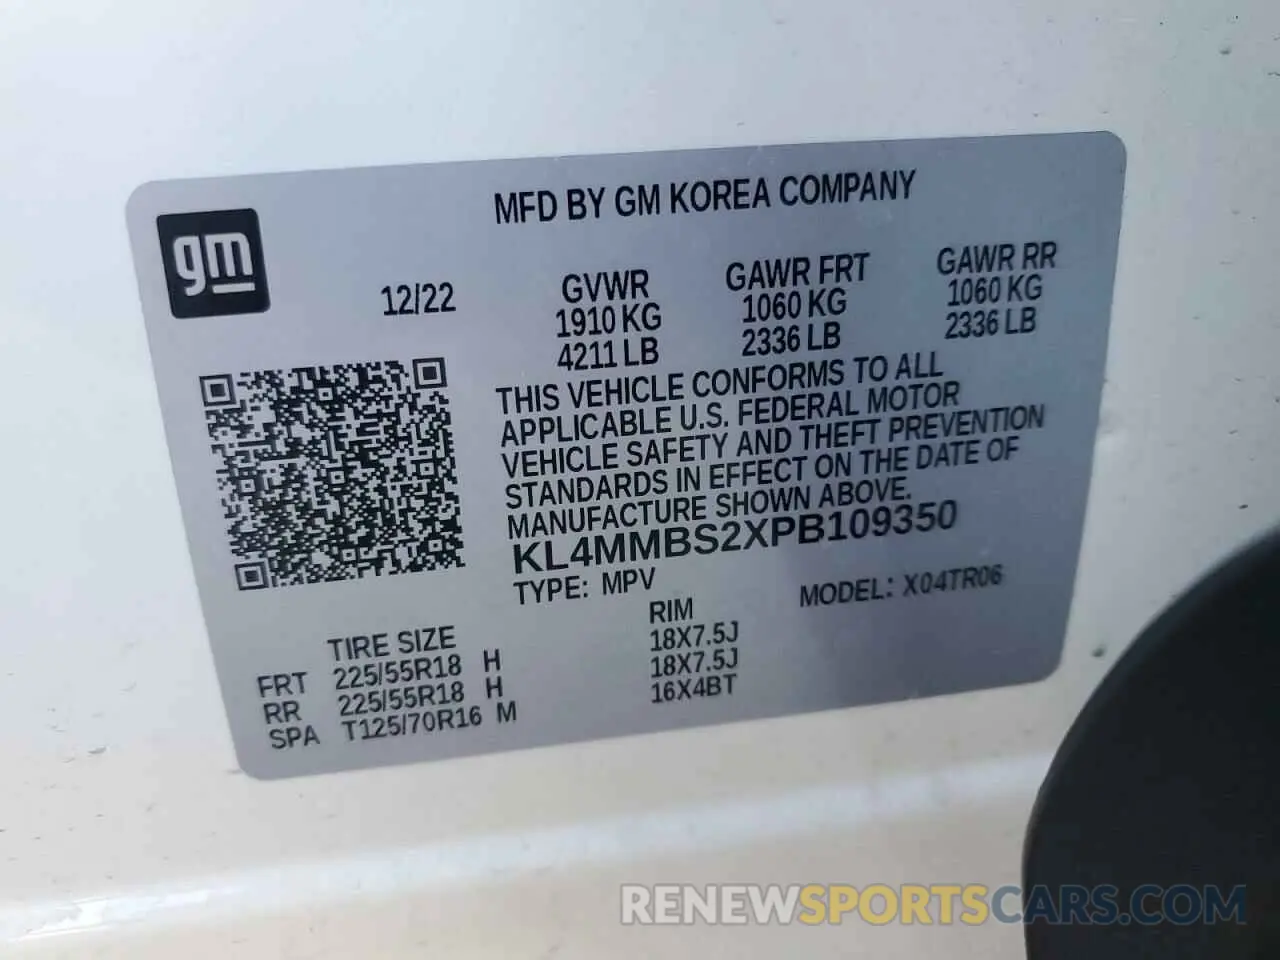 MFD BY GM KOREA COMPANY
gm
12/22
GVWR GAWR FRT GAWR RR
1910 KG 1060 KG 1060 KG
4211 LB 2336 LB 2336 LB
THIS VEHICLE CONFORMS TO ALL
APPLICABLE U.S. FEDERAL MOTOR
VEHICLE SAFETY AND THEFT PREVENTION
STANDARDS IN EFFECT ON THE DATE OF
MANUFACTURE SHOWN ABOVE.
KL4MMBS2XPB109350
TYPE: MPV MODEL: X04TR06
TIRE SIZE RIM
FRT 225/55R18 H 18X7.5J
RR 225/55R18 H 18X7.5J
SPA T125/70R16 M 16X4BT
RENEWSPORTSCARS.COM